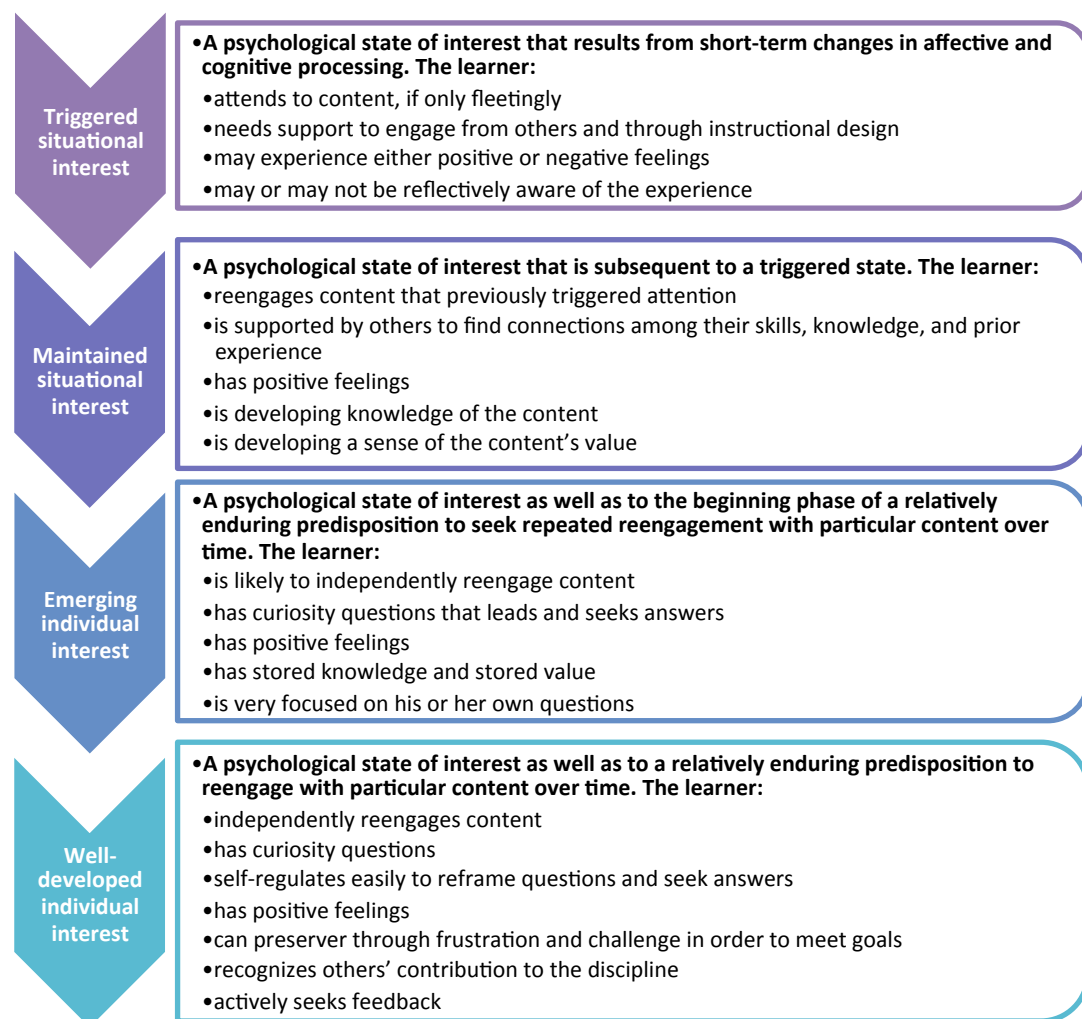 Triggered
situational
interest
•A psychological state of interest that results from short-term changes in affective and
cognitive processing. The learner:
•attends to content, if only fleetingly
•needs support to engage from others and through instructional design
•may experience either positive or negative feelings
•may or may not be reflectively aware of the experience
Maintained
situational
interest
•A psychological state of interest that is subsequent to a triggered state. The learner:
•reengages content that previously triggered attention
•is supported by others to find connections among their skills, knowledge, and prior
experience
•has positive feelings
•is developing knowledge of the content
•is developing a sense of the content’s value
Emerging
individual
interest
•A psychological state of interest as well as to the beginning phase of a relatively
enduring predisposition to seek repeated reengagement with particular content over
time. The learner:
•is likely to independently reengage content
•has curiosity questions that leads and seeks answers
•has positive feelings
•has stored knowledge and stored value
•is very focused on his or her own questions
Well-
developed
individual
interest
•A psychological state of interest as well as to a relatively enduring predisposition to
reengage with particular content over time. The learner:
•independently reengages content
•has curiosity questions
•self-regulates easily to reframe questions and seek answers
•has positive feelings
•can preserver through frustration and challenge in order to meet goals
•recognizes others’ contribution to the discipline
•actively seeks feedback